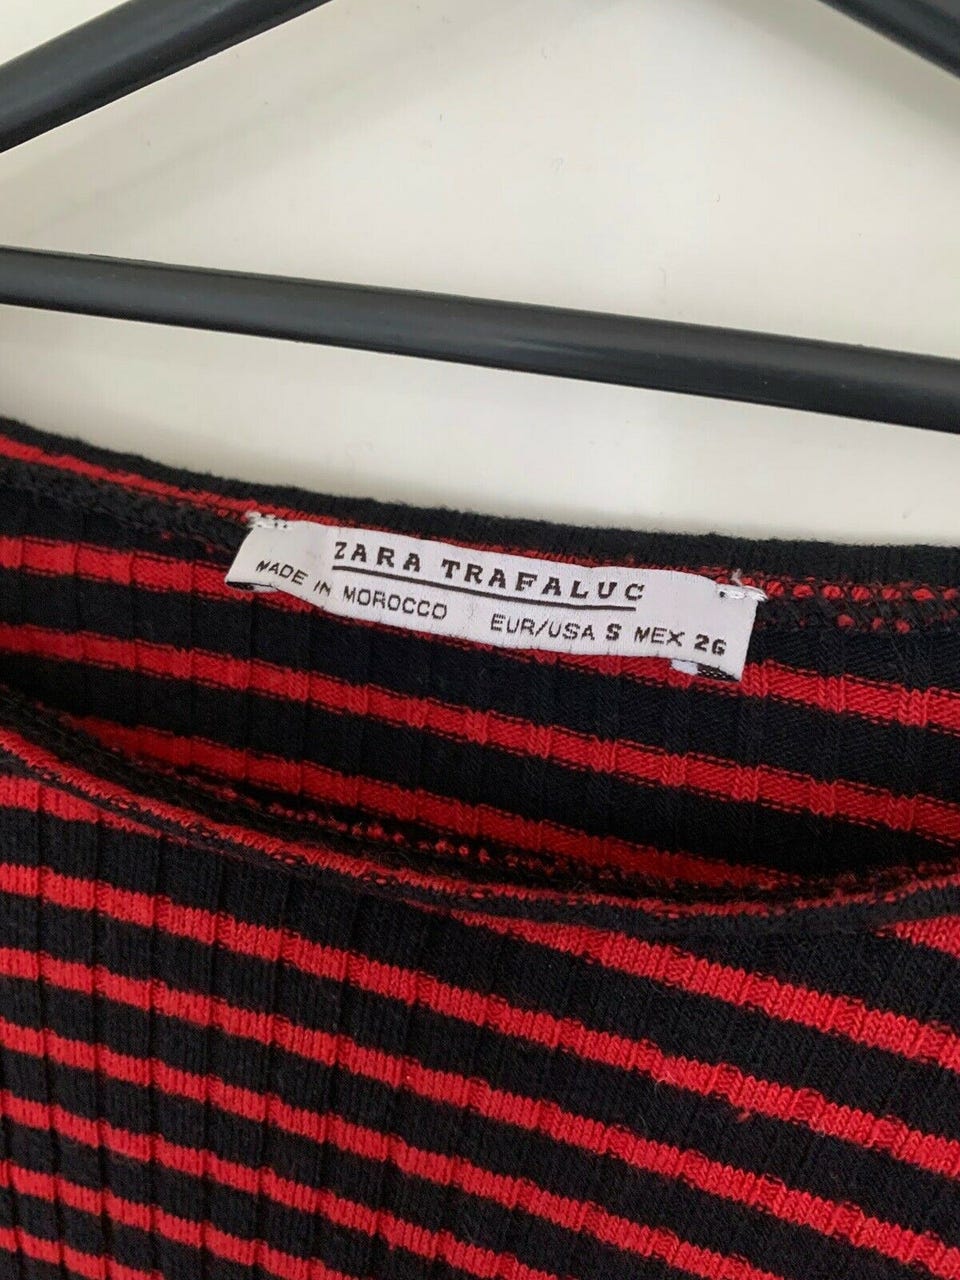 ZARA TRAFALUC
MADE IN MOROCCO EUR/USA S MEX 26